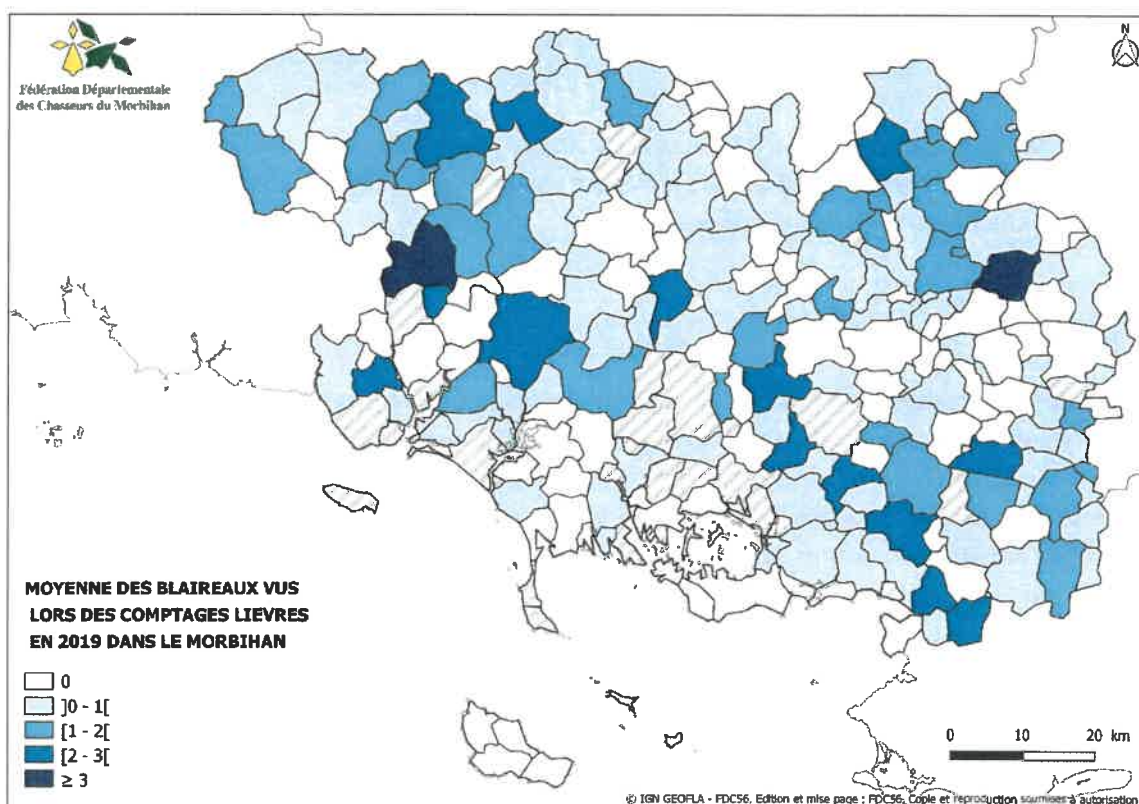 Fédération Départementale
des Chasseurs du Morbihan
N
MOYENNE DES BLAIREAUX VUS
LORS DES COMPTAGES LIEVRES
EN 2019 DANS LE MORBIHAN
0
]0 - 1[
[1 - 2[
[2 - 3[
≥ 3
0 10 20 km
© IGN GEOFLA - FDC56. Edition et mise page : FDC56. Copie et reproduction soumises à autorisation